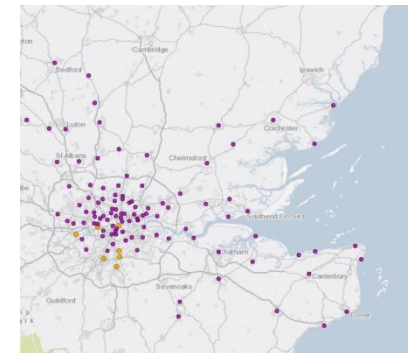 Cambridge
Bedford
Ipswich
Luton
Colchester
St Albans
Chelmsford
Southend-on-Sea
Chatham
Canterbury
Sevenoaks
Guildford
Dover